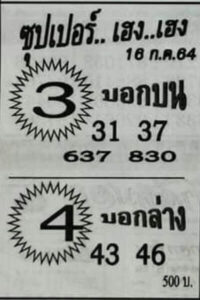 ซุปเปอร์.. เฮง..เฮง
16 ก.ค.64
3 บอกบน
31 37
637 830
4 บอกล่าง
43 46
500 บ.